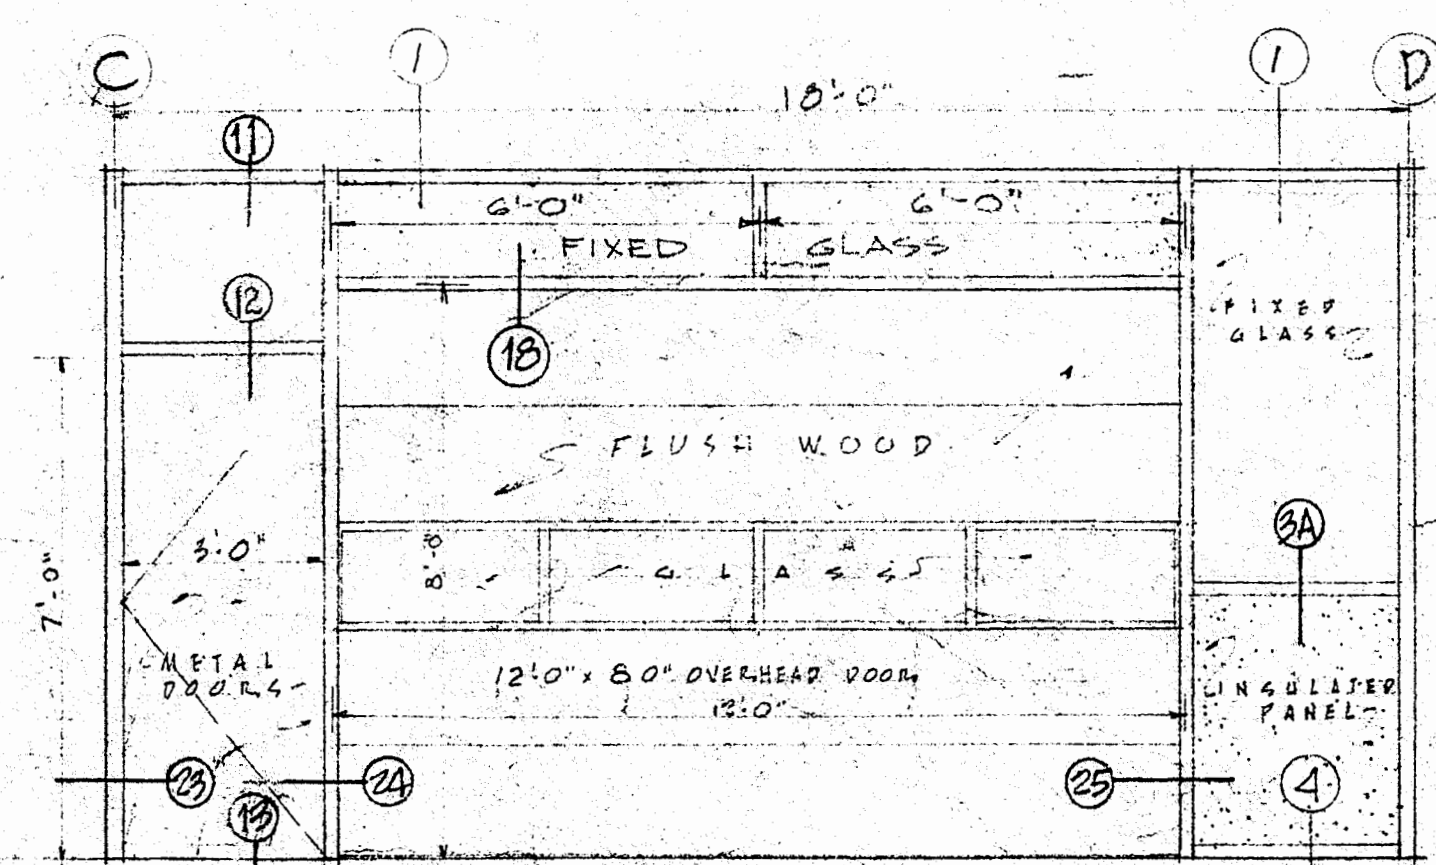 C
1
1
D
18'-0"
11
6'-0"
6'-0"
FIXED GLASS
12
FIXED
GLASS
18
FLUSH WOOD
3A
3'-0"
8'-0"
GLASS
7'-0"
METAL
DOORS
12'-0" x 8'0" OVERHEAD DOOR
12'-0"
INSULATED
PANEL
23
24
25
4
13